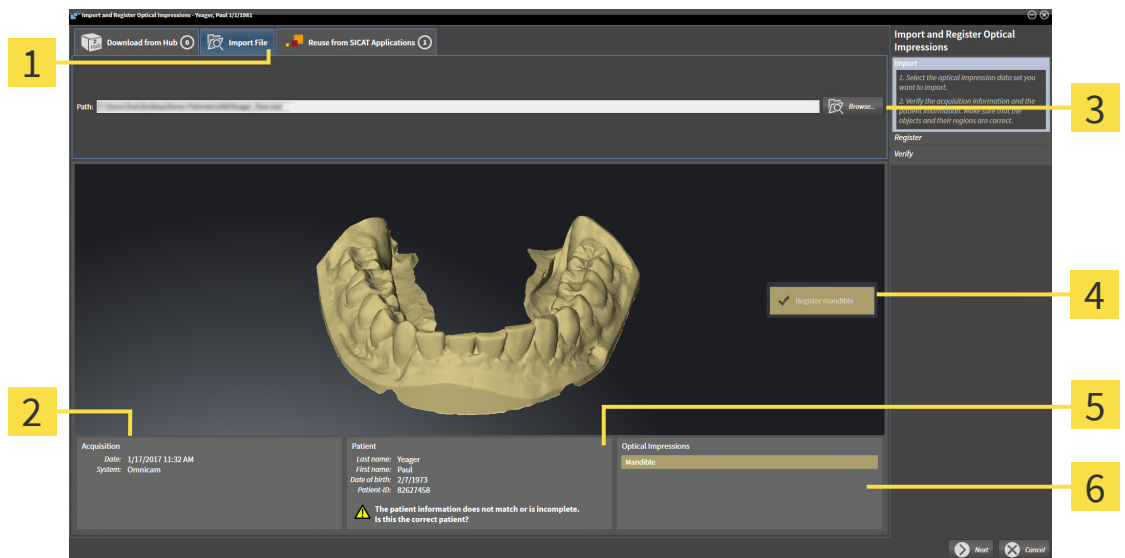 Import and Register Optical Impressions - Yeager, Paul 1/1/1981
Download from Hub 0
Import File
Reuse from SICAT Applications 1
Hub
Path:
Browse...
Import and Register Optical
Impressions
Import
1. Select the optical impression data set you
want to import.
2. Verify the acquisition information and the
patient information. Make sure that the
objects and their regions are correct.
Register
Verify
Register mandible
Acquisition
Date: 1/17/2017 11:32 AM
System: Omnicam
Patient
Last name: Yeager
First name: Paul
Date of birth: 2/7/1973
Patient-ID: 82627458
The patient information does not match or is incomplete.
Is this the correct patient?
Optical Impressions
Mandible
Next
Cancel
1
2
3
4
5
6